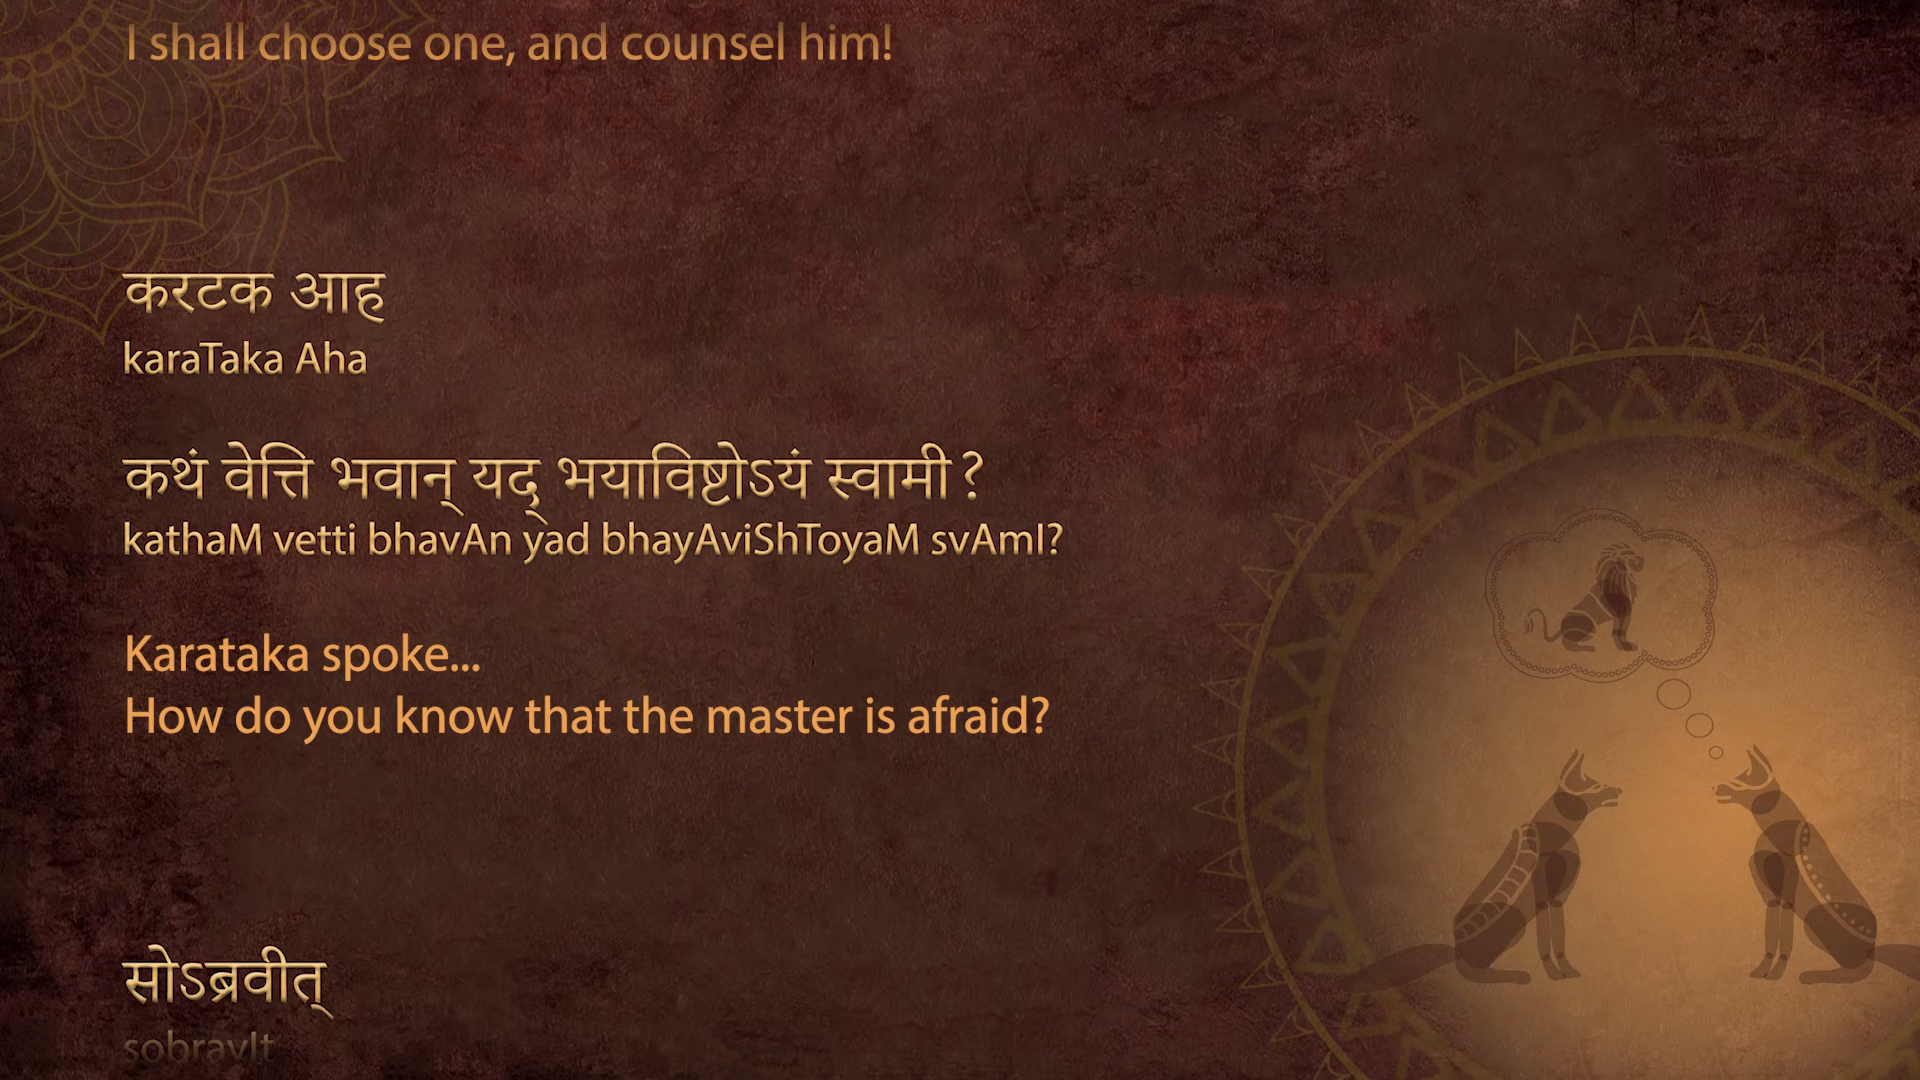 I shall choose one, and counsel him!
करटक आह
karaTaka Aha
कथं वेत्ति भवान् यद् भयाविष्टोऽयं स्वामी?
kathaM vetti bhavAn yad bhayAviShToyaM svAmI?
Karataka spoke...
How do you know that the master is afraid?
सोऽब्रवीत्
sobravIt